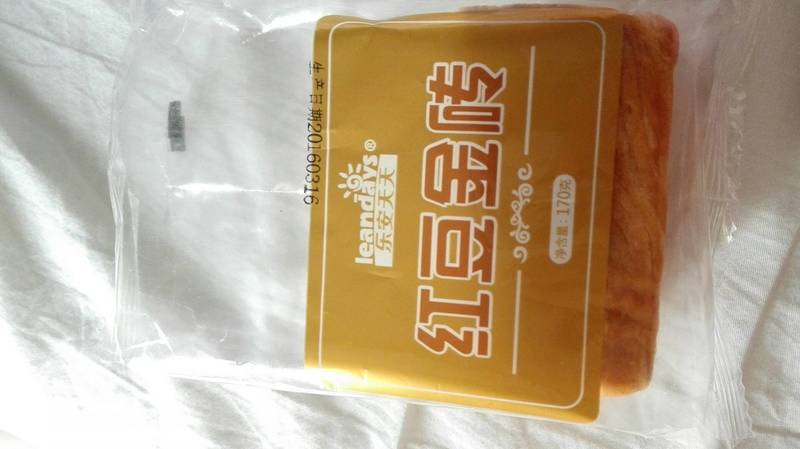 生产日期20160316
leandays®
乐安天天
红豆金砖
净含量:170克